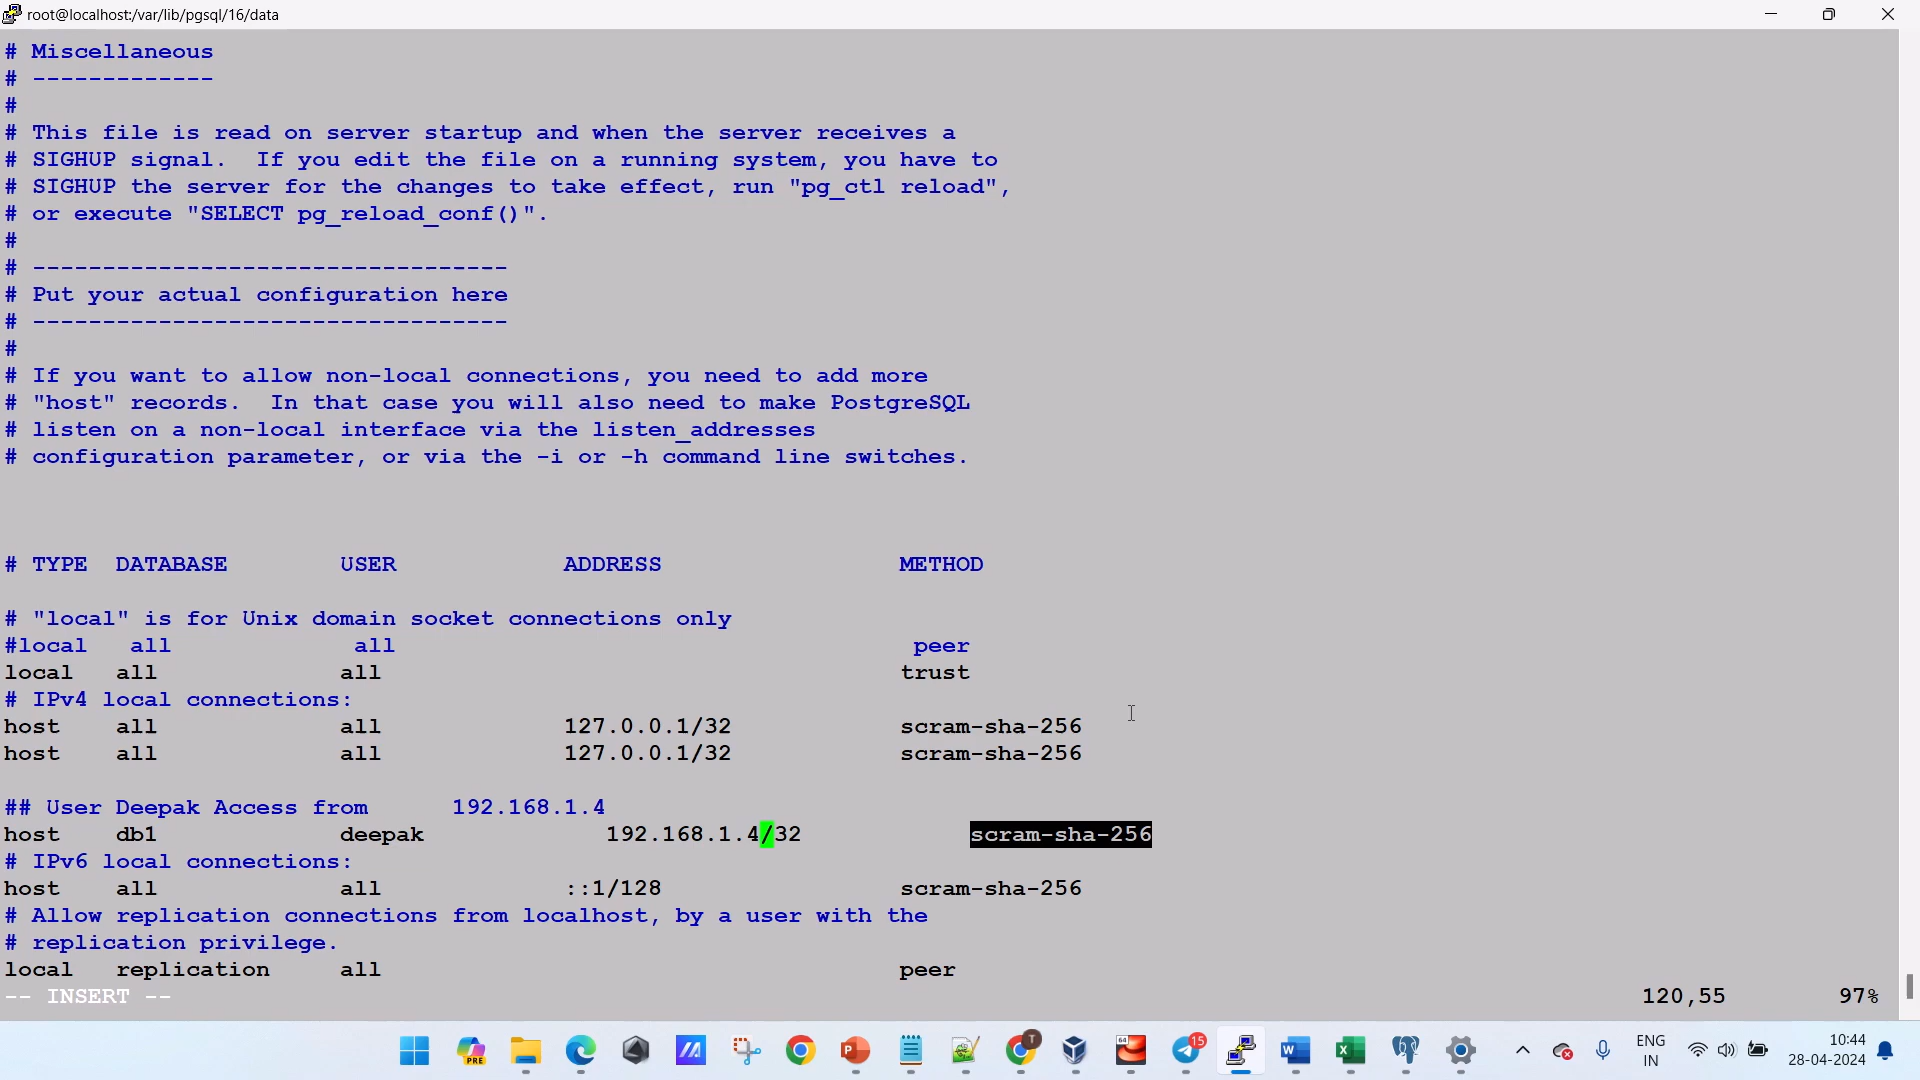 root@localhost:/var/lib/pgsql/16/data
# Miscellaneous
# -------------
#
# This file is read on server startup and when the server receives a
# SIGHUP signal.  If you edit the file on a running system, you have to
# SIGHUP the server for the changes to take effect, run "pg_ctl reload",
# or execute "SELECT pg_reload_conf()".
#
# ----------------------------------
# Put your actual configuration here
# ----------------------------------
#
# If you want to allow non-local connections, you need to add more
# "host" records.  In that case you will also need to make PostgreSQL
# listen on a non-local interface via the listen_addresses
# configuration parameter, or via the -i or -h command line switches.
# TYPE  DATABASE        USER            ADDRESS                 METHOD
# "local" is for Unix domain socket connections only
#local   all             all                                     peer
local   all             all                                     trust
# IPv4 local connections:
host    all             all             127.0.0.1/32            scram-sha-256
host    all             all             127.0.0.1/32            scram-sha-256
## User Deepak Access from      192.168.1.4
host    db1             deepak             192.168.1.4/32            scram-sha-256
# IPv6 local connections:
host    all             all             ::1/128                 scram-sha-256
# Allow replication connections from localhost, by a user with the
# replication privilege.
local   replication     all                                     peer
-- INSERT --                                                    120,55        97%
PRE
T
64
15
ENG
IN
10:44
28-04-2024